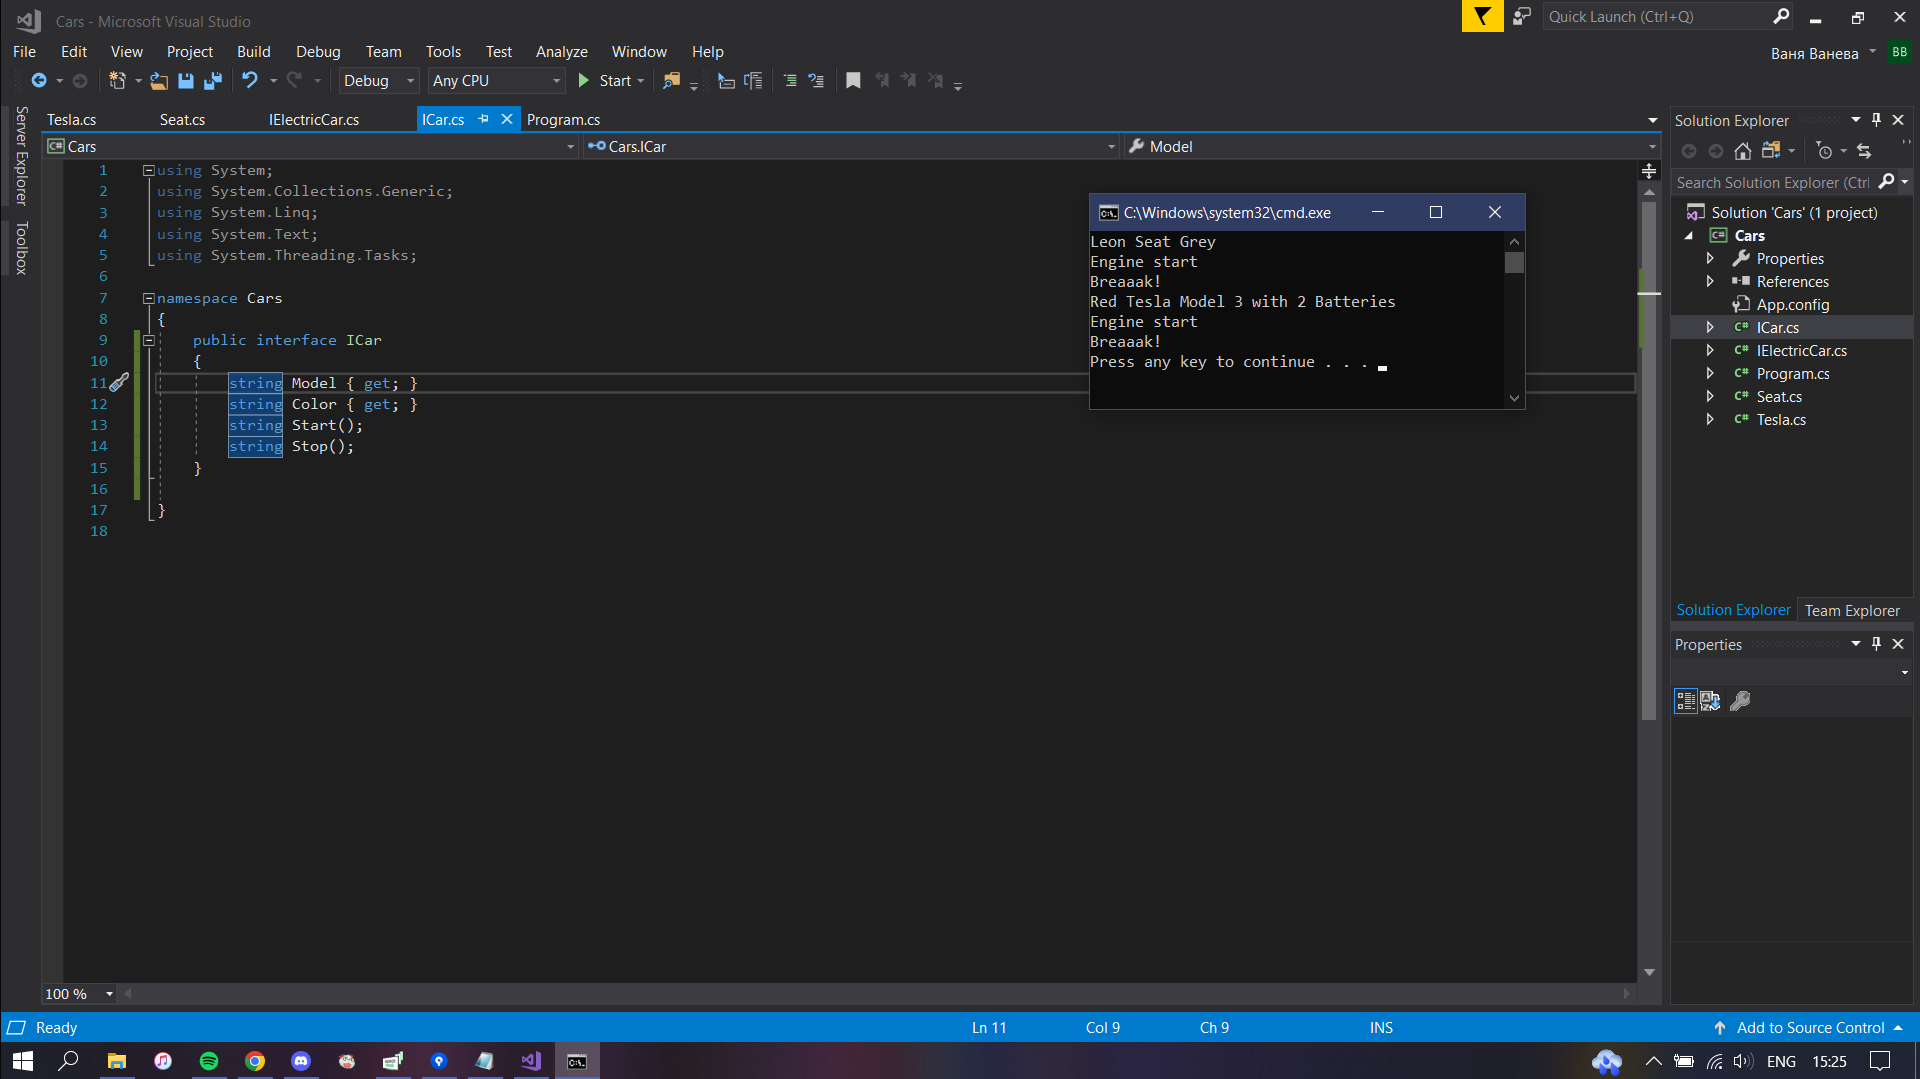 Cars - Microsoft Visual Studio
Quick Launch (Ctrl+Q)
File Edit View Project Build Debug Team Tools Test Analyze Window Help
Ваня Ванева BB
Debug Any CPU Start
Server Explorer
Toolbox
Tesla.cs Seat.cs IElectricCar.cs ICar.cs Program.cs
C# Cars Cars.ICar Model
1 using System;
2 using System.Collections.Generic;
3 using System.Linq;
4 using System.Text;
5 using System.Threading.Tasks;
6
7 namespace Cars
8 {
9 public interface ICar
10 {
11 string Model { get; }
12 string Color { get; }
13 string Start();
14 string Stop();
15 }
16
17 }
18
C:\Windows\system32\cmd.exe
Leon Seat Grey
Engine start
Breaaak!
Red Tesla Model 3 with 2 Batteries
Engine start
Breaaak!
Press any key to continue . . .
Solution Explorer
Search Solution Explorer (Ctrl
Solution 'Cars' (1 project)
C# Cars
Properties
References
App.config
C# ICar.cs
C# IElectricCar.cs
C# Program.cs
C# Seat.cs
C# Tesla.cs
Solution Explorer Team Explorer
Properties
100 %
Ready Ln 11 Col 9 Ch 9 INS Add to Source Control
ENG 15:25